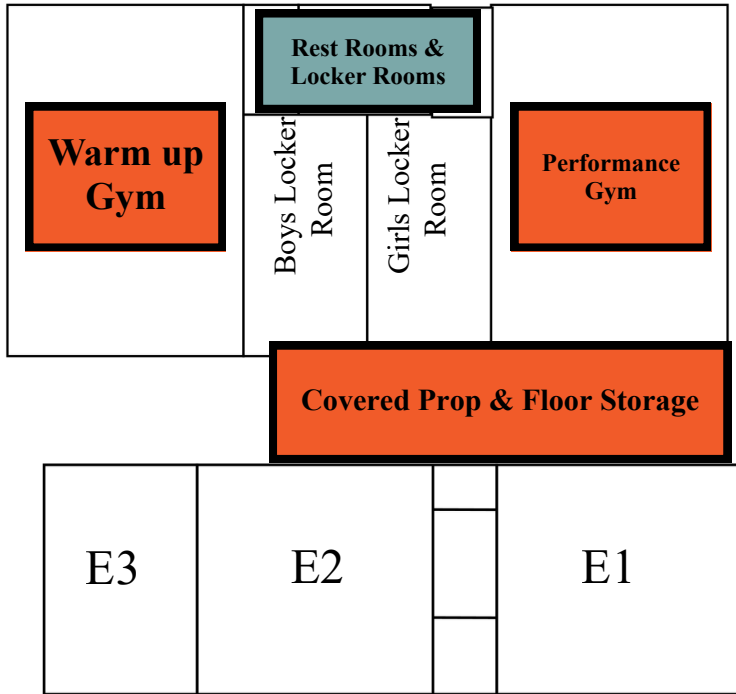 Rest Rooms &
Locker Rooms
Warm up
Gym
Boys Locker
Room
Girls Locker
Room
Performance
Gym
Covered Prop & Floor Storage
E3
E2
E1